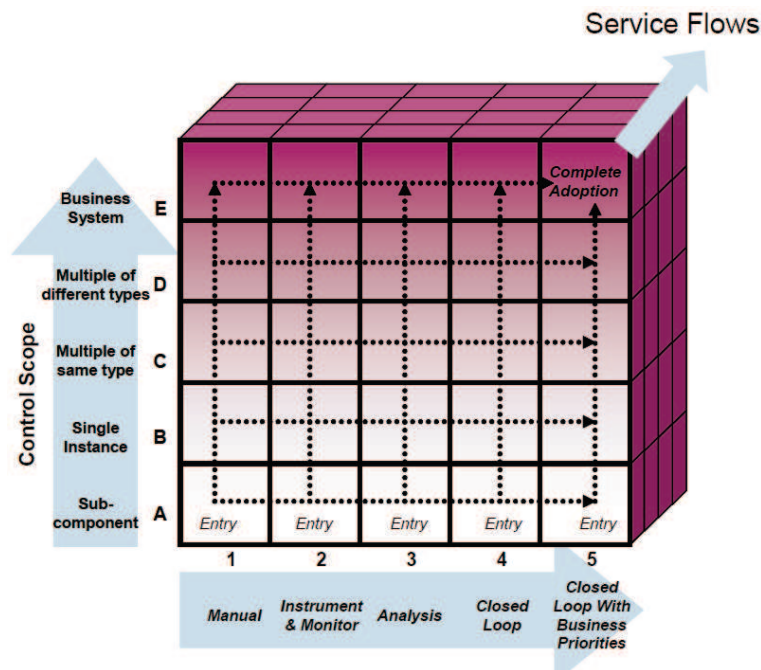 Service Flows
Complete
Adoption
Business
System
E
Multiple of
different types
D
Multiple of
same type
C
Single
Instance
B
Sub-
component
A
Control Scope
Entry
Entry
Entry
Entry
Entry
1
2
3
4
5
Manual
Instrument
& Monitor
Analysis
Closed
Loop
Closed
Loop With
Business
Priorities